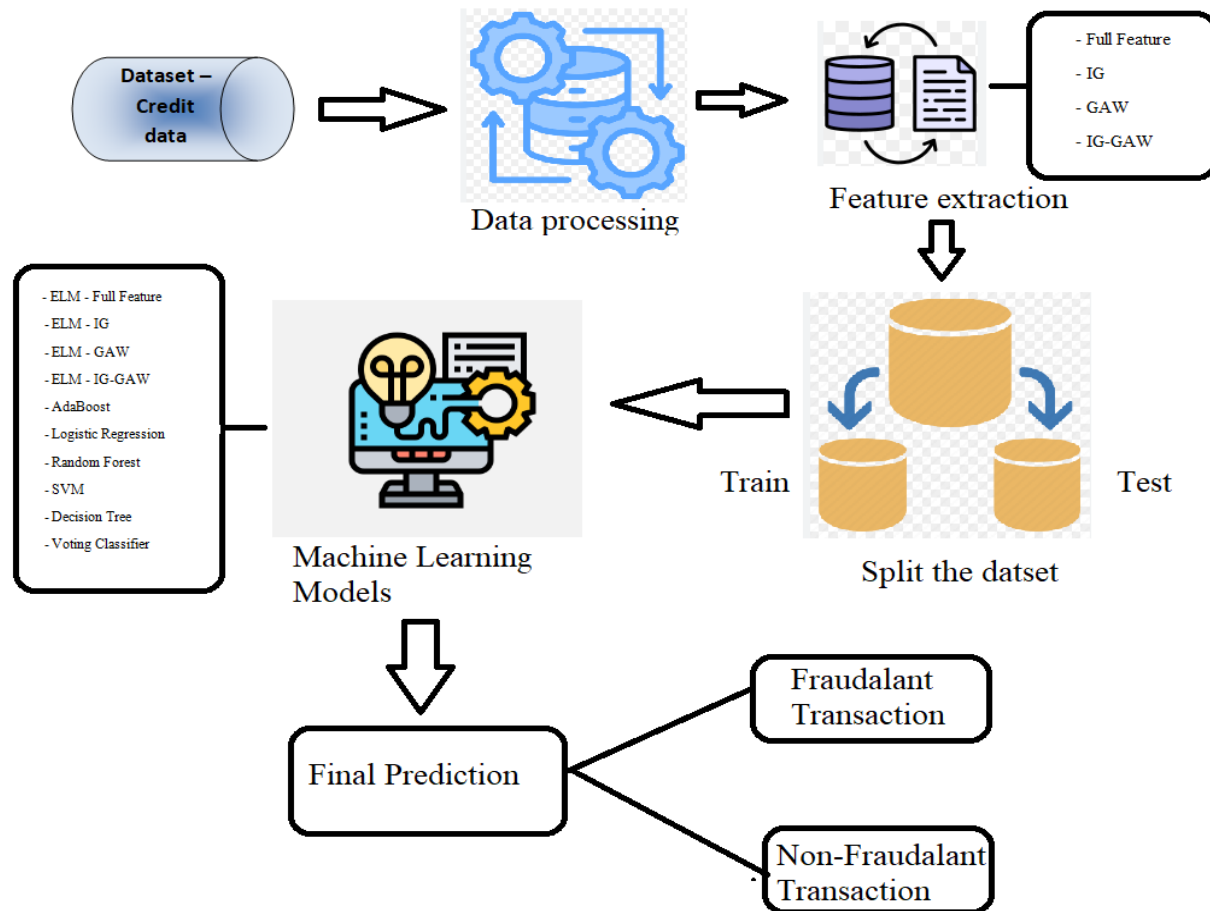 Dataset –
Credit
data
Data processing
Feature extraction
- Full Feature
- IG
- GAW
- IG-GAW
- ELM - Full Feature
- ELM - IG
- ELM - GAW
- ELM - IG-GAW
- AdaBoost
- Logistic Regression
- Random Forest
- SVM
- Decision Tree
- Voting Classifier
Machine Learning
Models
Train
Test
Split the datset
Final Prediction
Fraudalant
Transaction
Non-Fraudalant
Transaction